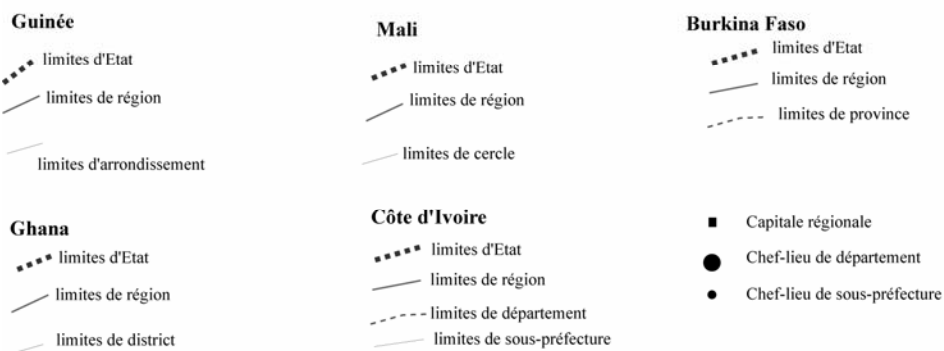 Guinée
limites d'Etat
limites de région
limites d'arrondissement
Mali
limites d'Etat
limites de région
limites de cercle
Burkina Faso
limites d'Etat
limites de région
limites de province
Ghana
limites d'Etat
limites de région
limites de district
Côte d'Ivoire
limites d'Etat
limites de région
limites de département
limites de sous-préfecture
Capitale régionale
Chef-lieu de département
Chef-lieu de sous-préfecture